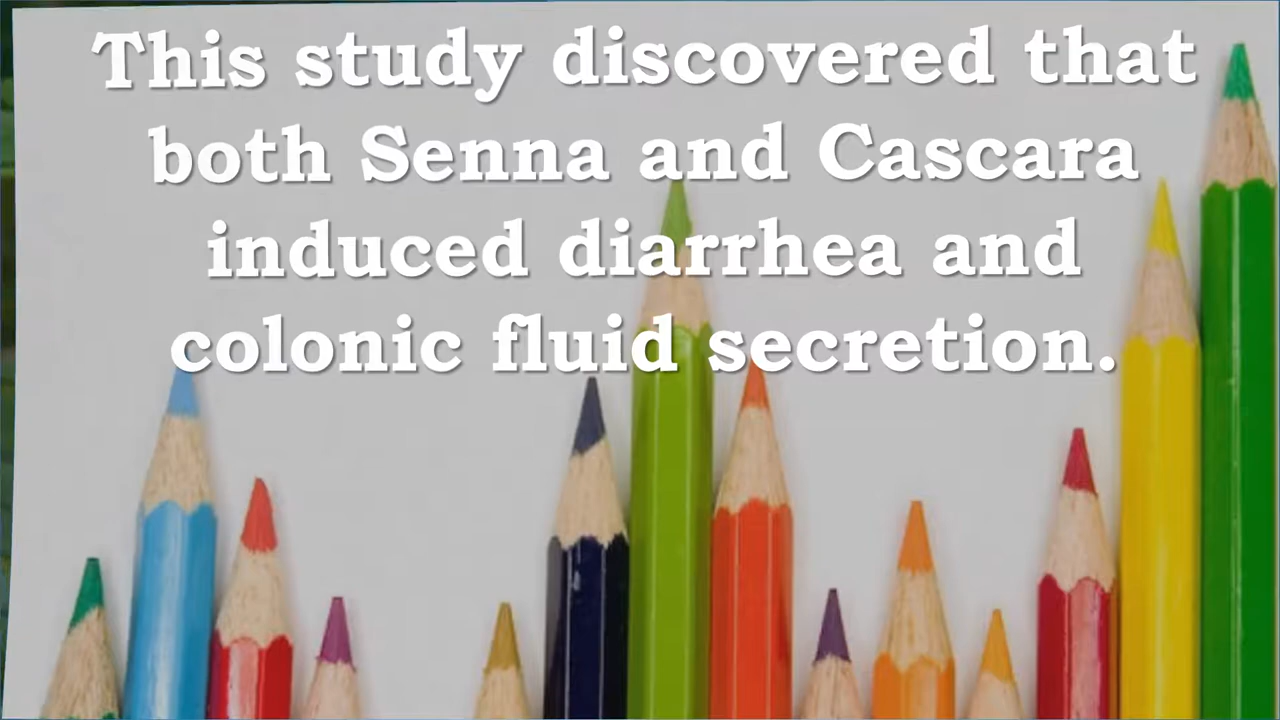 This study discovered that
both Senna and Cascara
induced diarrhea and
colonic fluid secretion.